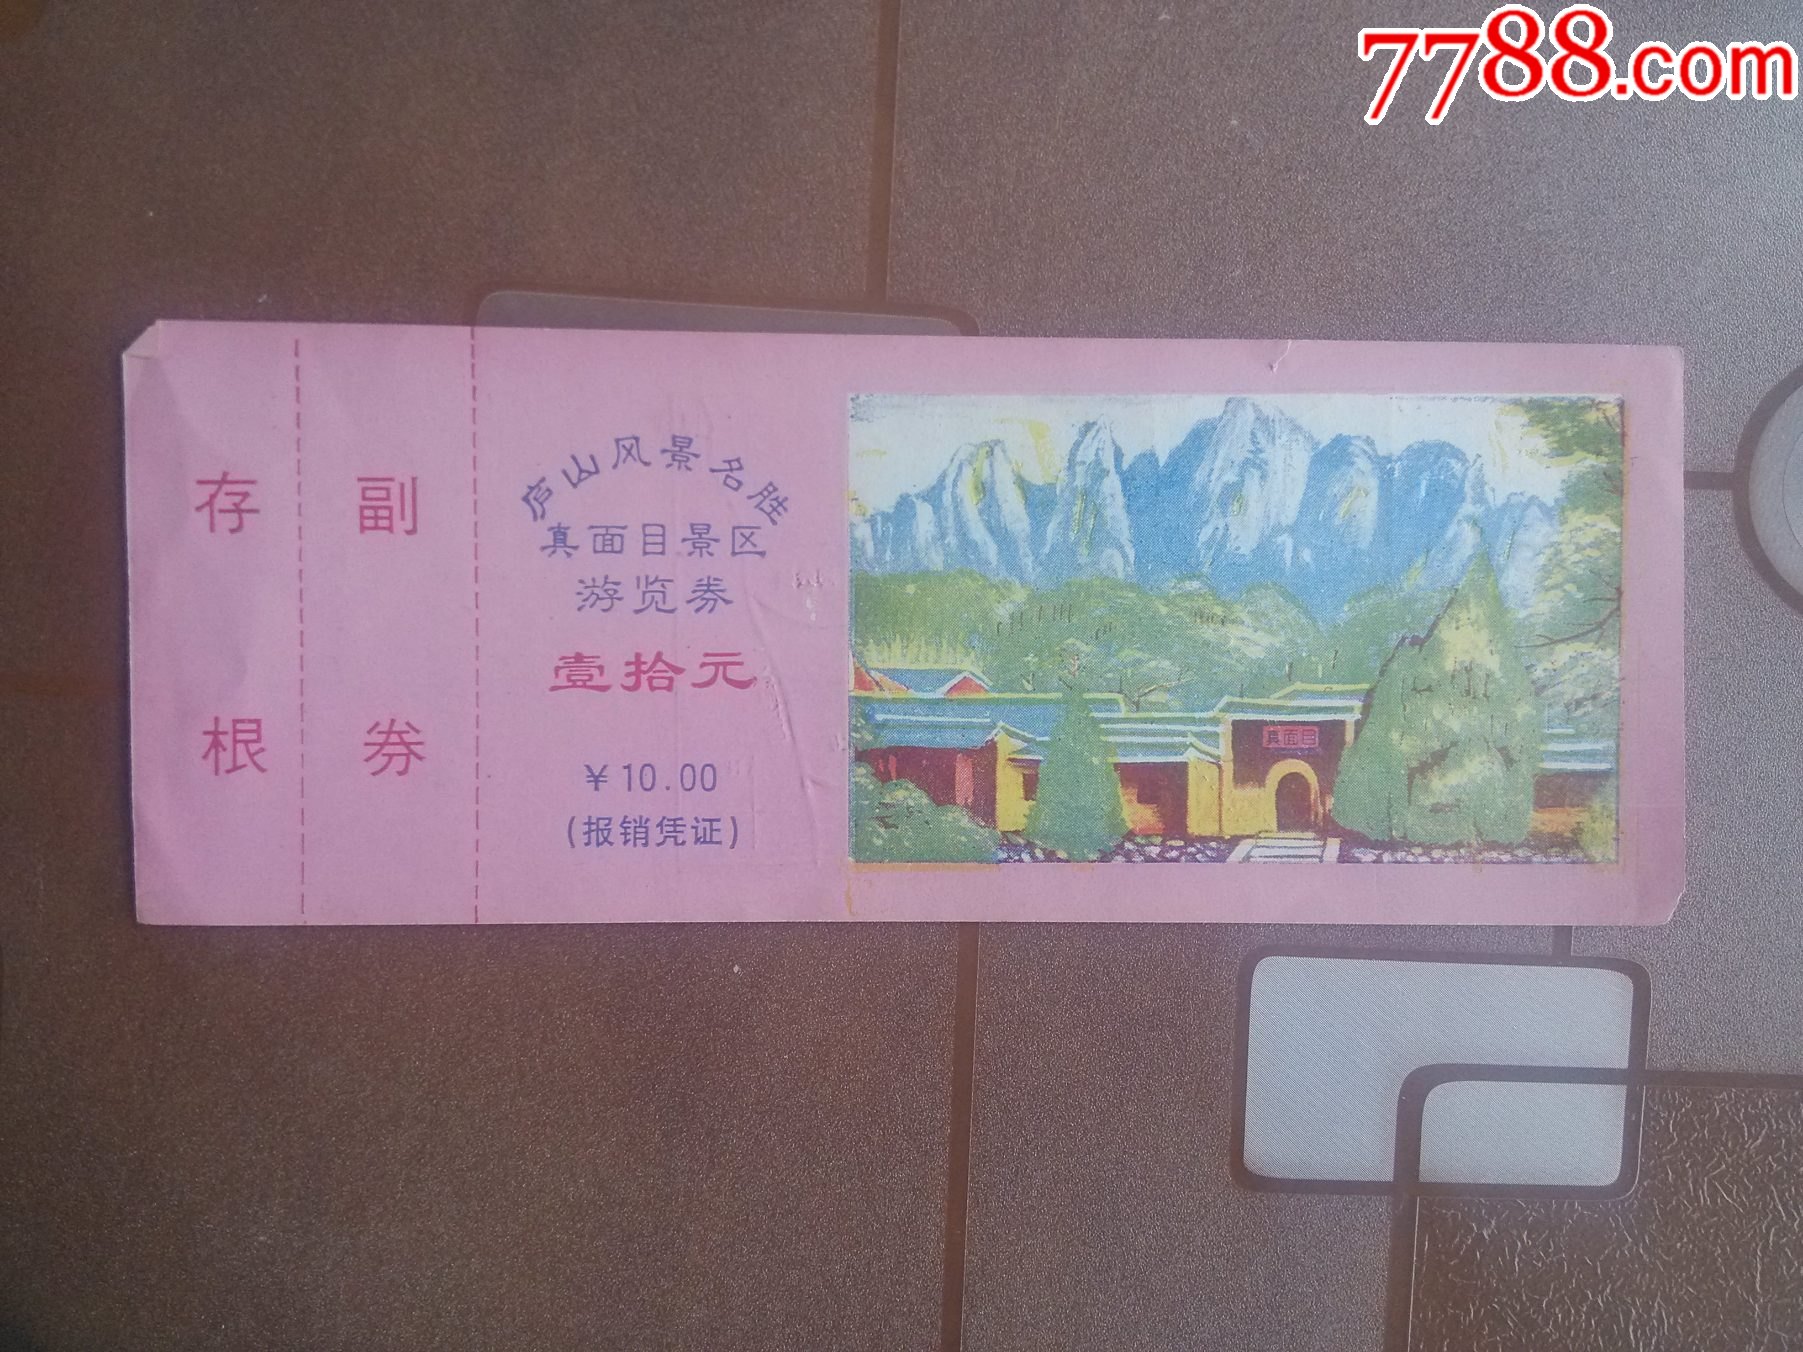 7788.com
存根
副券
庐山风景名胜
真面目景区
游览券
壹拾元
￥10.00
(报销凭证)
真面目